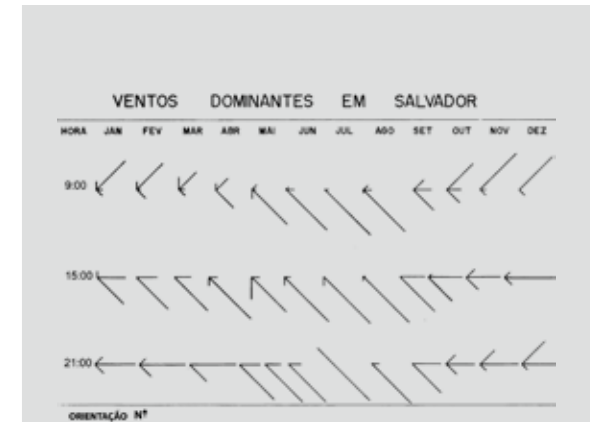 VENTOS DOMINANTES EM SALVADOR
HORA JAN FEV MAR ABR MAI JUN JUL AGO SET OUT NOV DEZ
9:00
15:00
21:00
ORIENTAÇÃO N↑